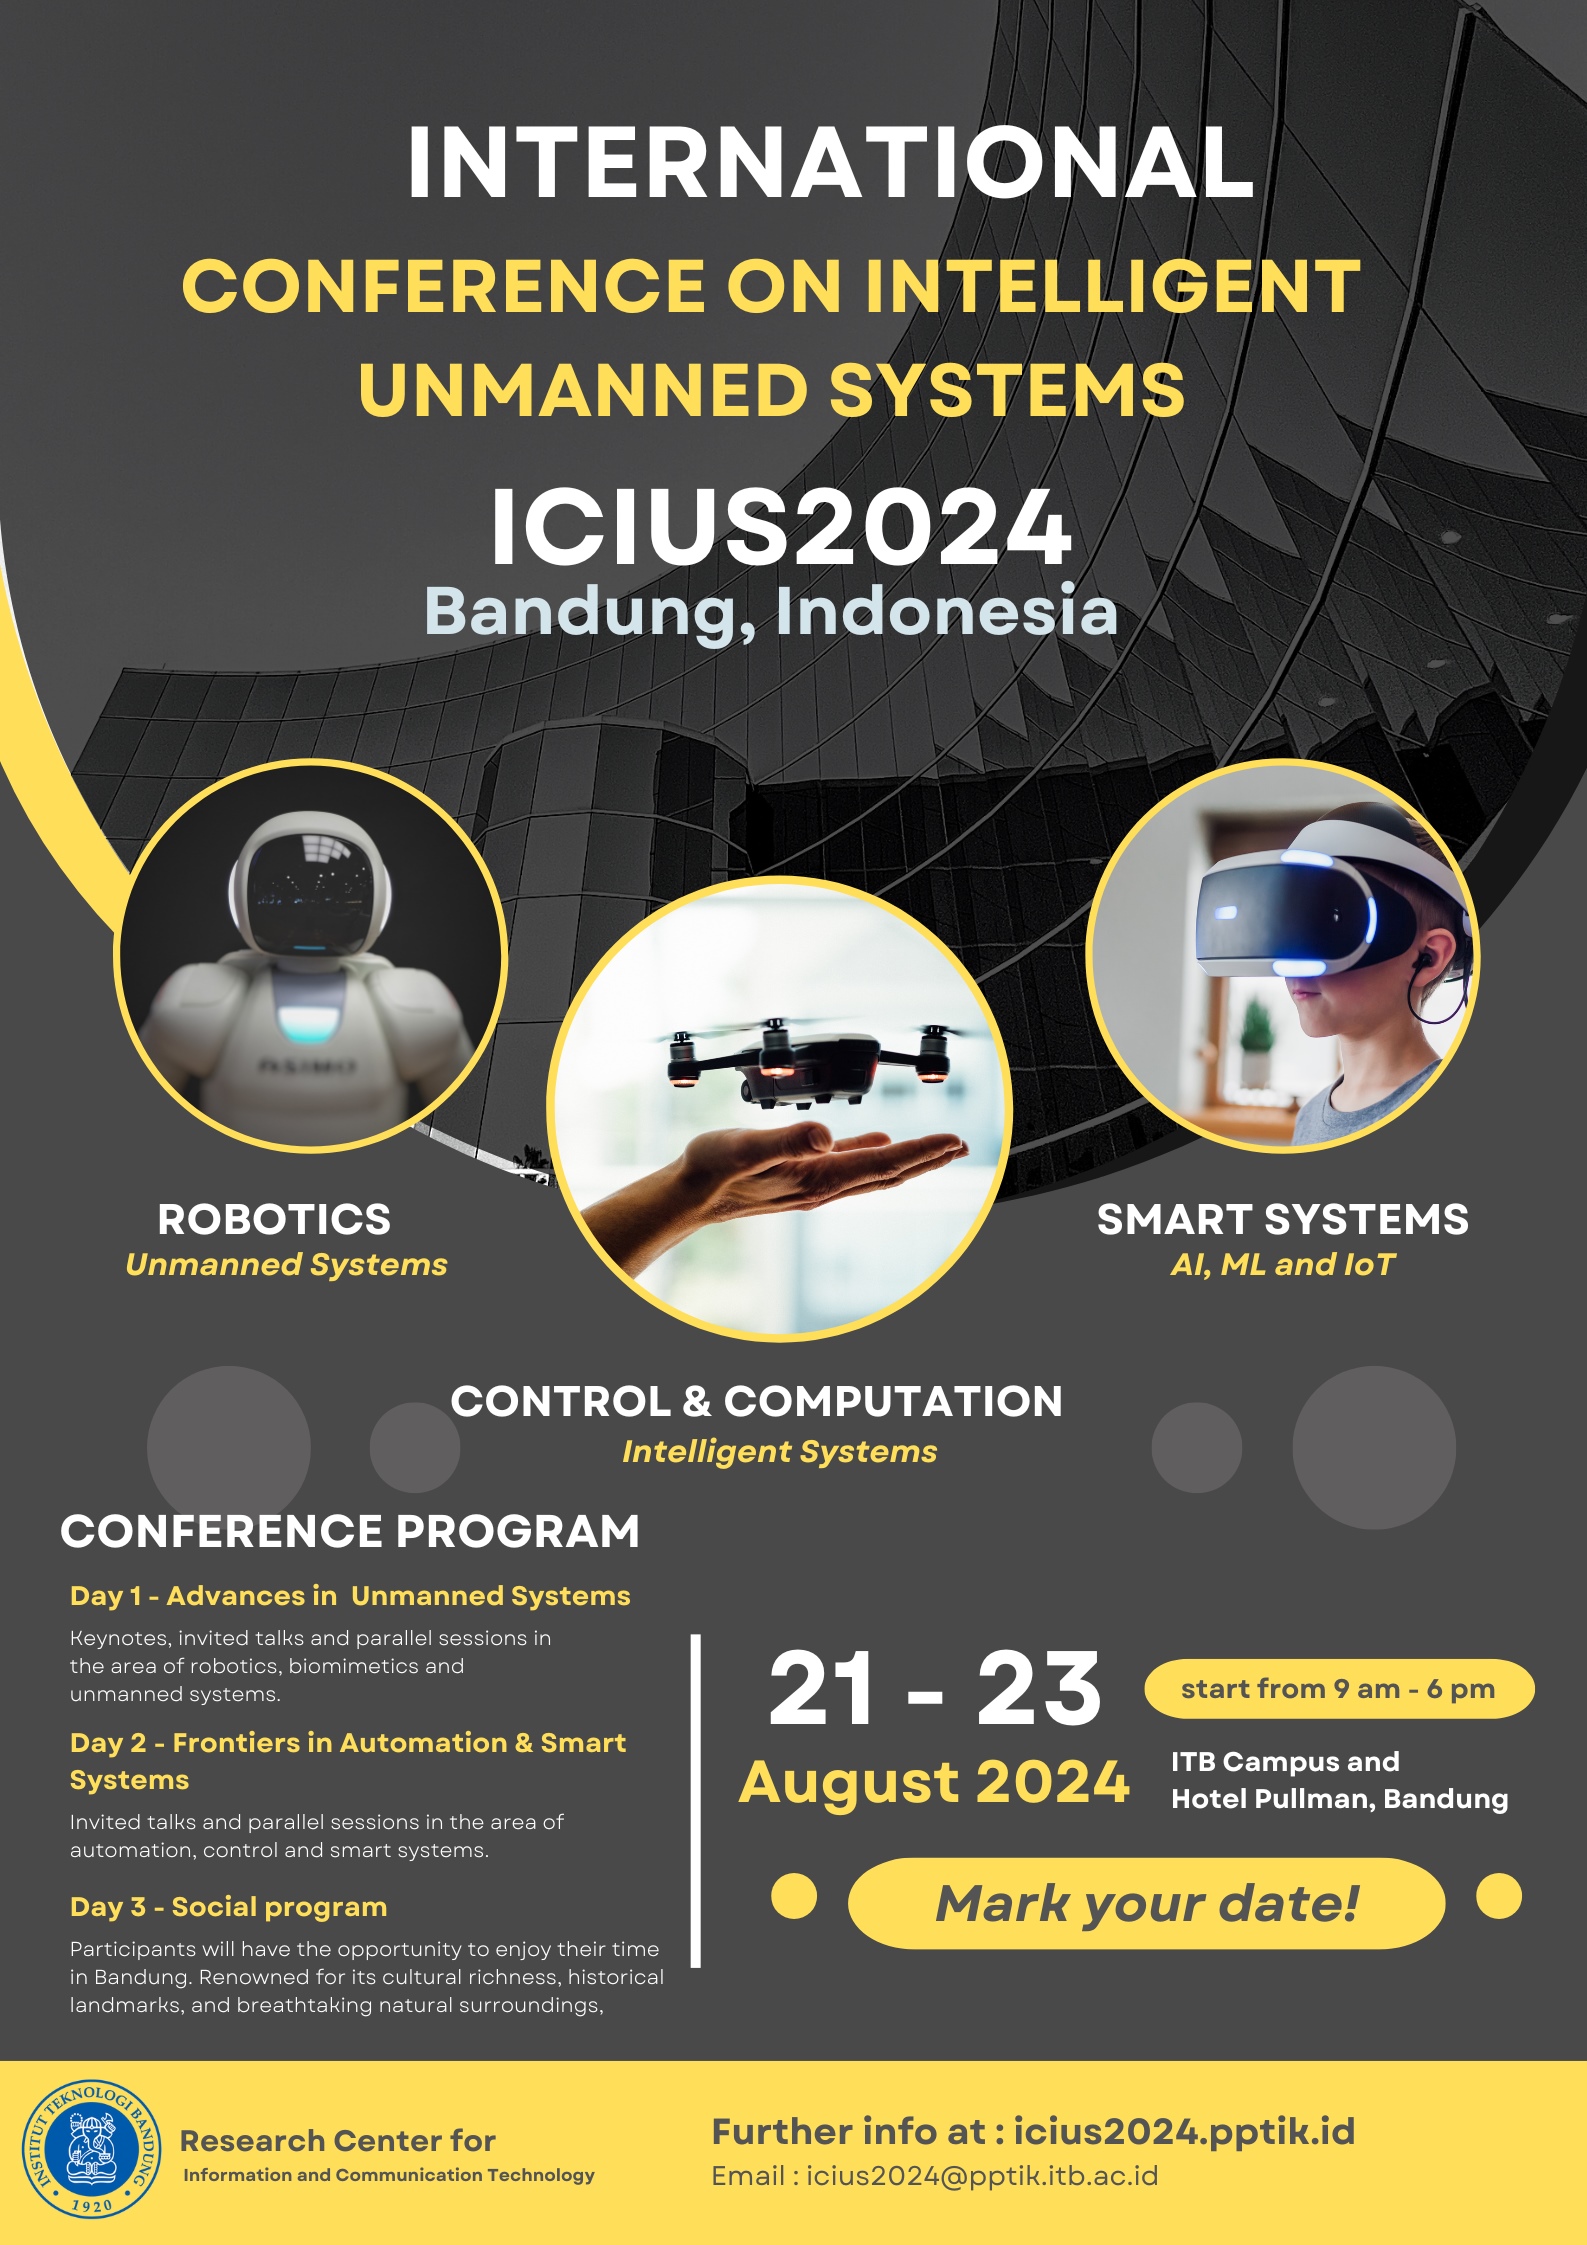 INTERNATIONAL
CONFERENCE ON INTELLIGENT
UNMANNED SYSTEMS
ICIUS2024
Bandung, Indonesia
ASIMO
ROBOTICS
Unmanned Systems
SMART SYSTEMS
AI, ML and IoT
CONTROL & COMPUTATION
Intelligent Systems
CONFERENCE PROGRAM
Day 1 - Advances in  Unmanned Systems
Keynotes, invited talks and parallel sessions in
the area of robotics, biomimetics and
unmanned systems.
Day 2 - Frontiers in Automation & Smart
Systems
Invited talks and parallel sessions in the area of
automation, control and smart systems.
Day 3 - Social program
Participants will have the opportunity to enjoy their time
in Bandung. Renowned for its cultural richness, historical
landmarks, and breathtaking natural surroundings,
21 - 23
August 2024
start from 9 am - 6 pm
ITB Campus and
Hotel Pullman, Bandung
Mark your date!
INSTITUT TEKNOLOGI BANDUNG
1920
Research Center for
Information and Communication Technology
Further info at : icius2024.pptik.id
Email : icius2024@pptik.itb.ac.id